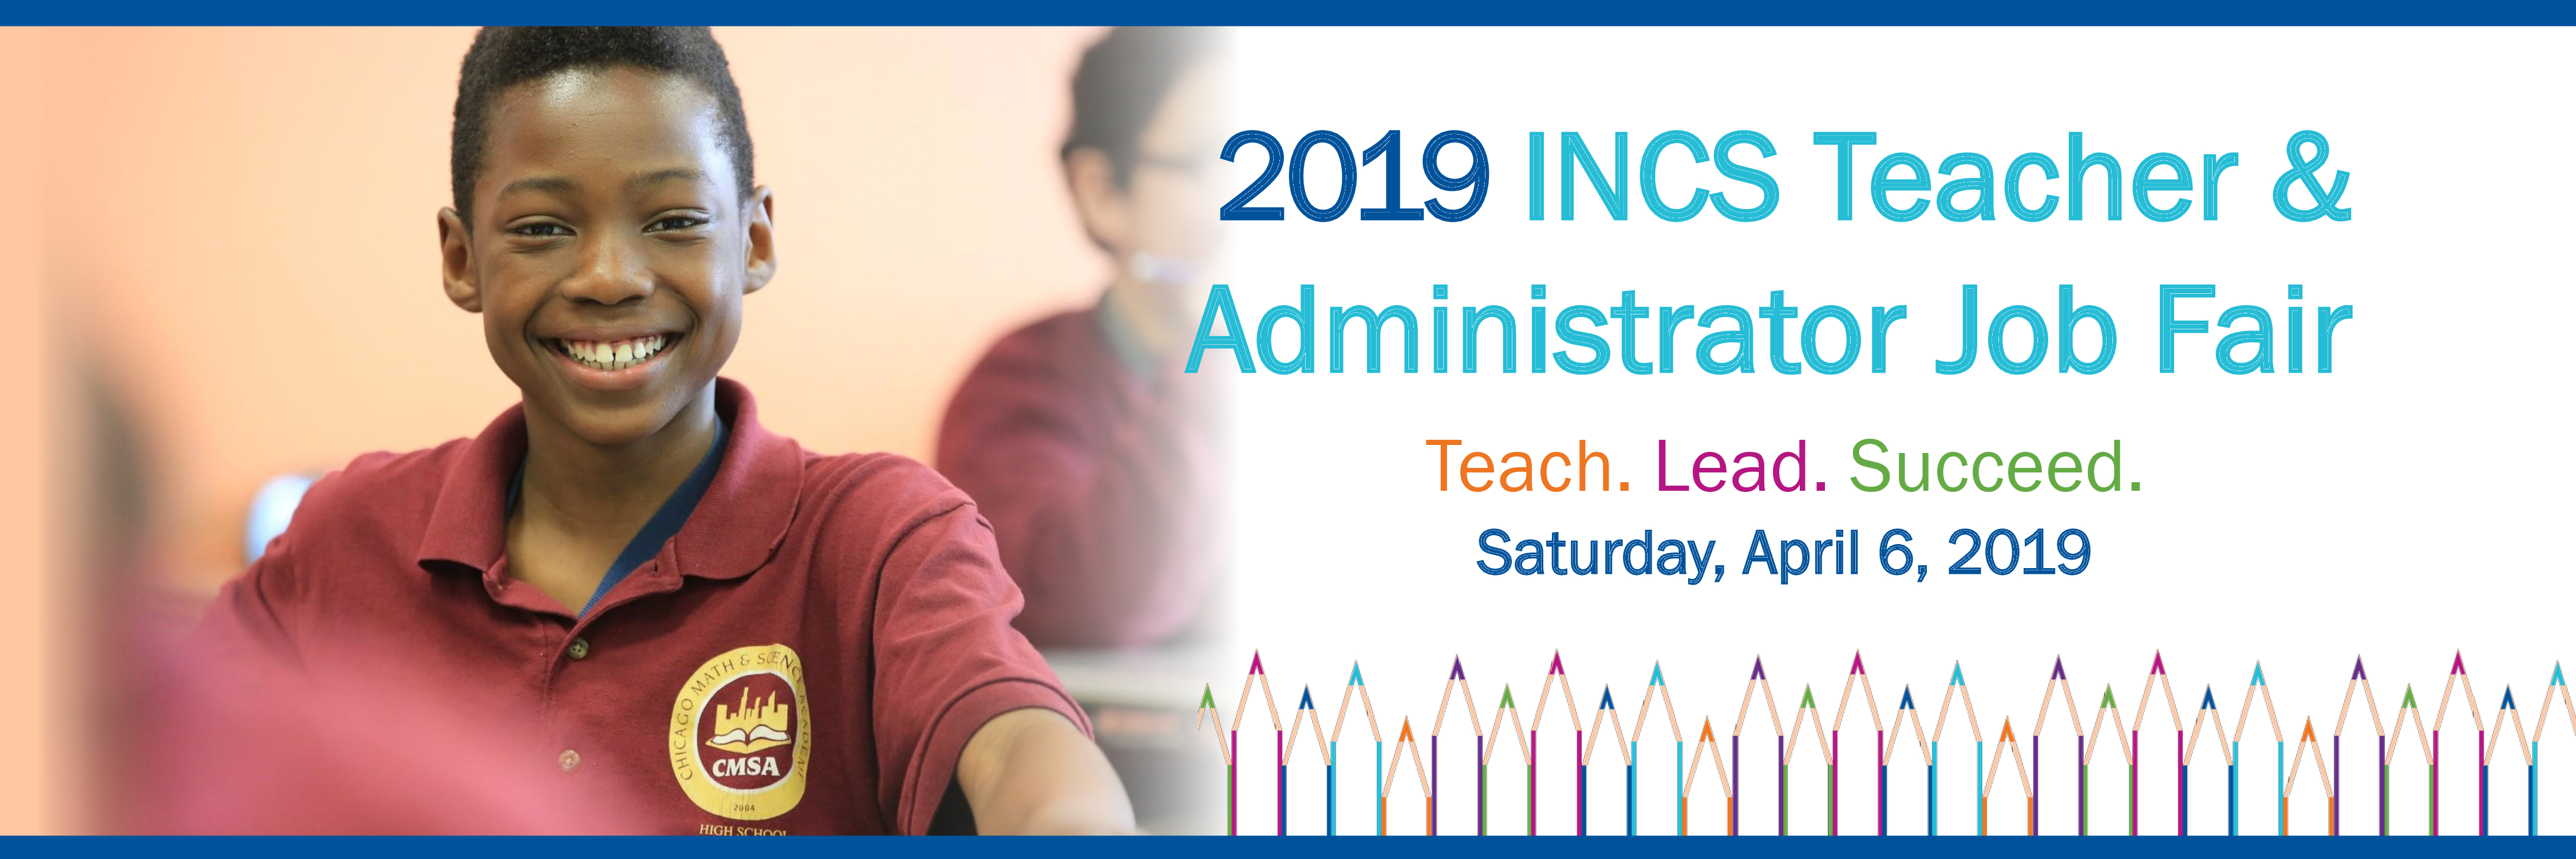 2019 INCS Teacher &
Administrator Job Fair
Teach. Lead. Succeed.
Saturday, April 6, 2019
CHICAGO MATH & SCIENCE ACADEMY
CMSA
2004
HIGH SCHOOL